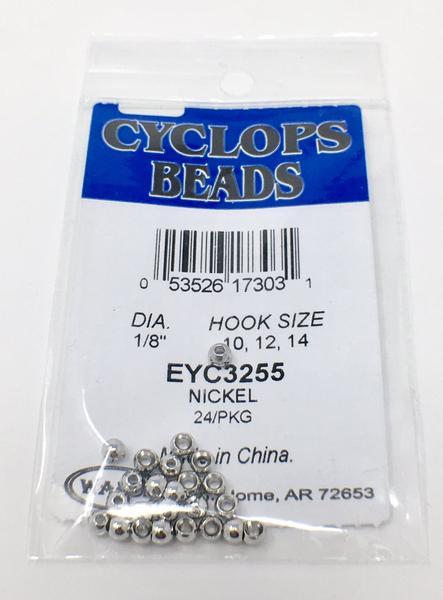 CYCLOPS
BEADS
0 53526 17303 1
DIA. HOOK SIZE
1/8" 10, 12, 14
EYC3255
NICKEL
24/PKG
in China.
AR 72653